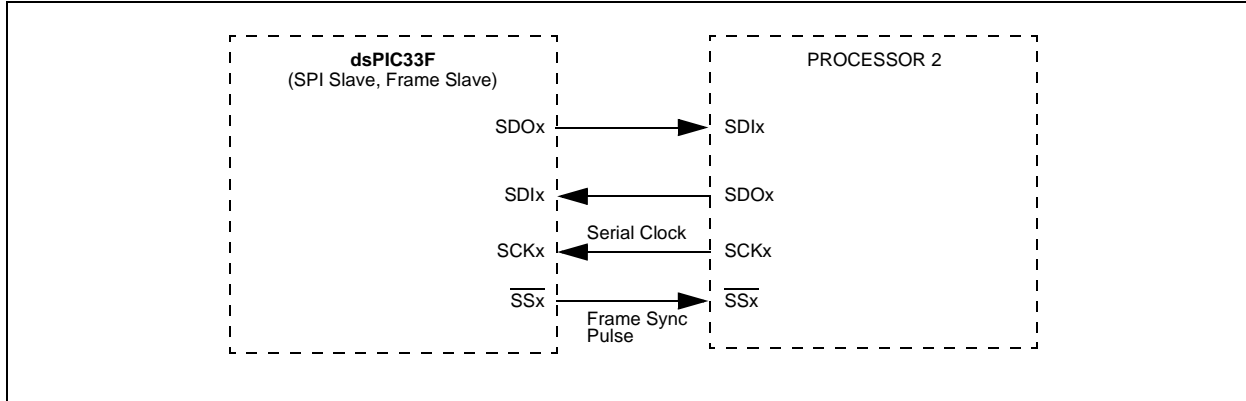 dsPIC33F
(SPI Slave, Frame Slave)
PROCESSOR 2
SDOx
SDIx
SDIx
SDOx
Serial Clock
SCKx
SCKx
SSx
SSx
Frame Sync
Pulse